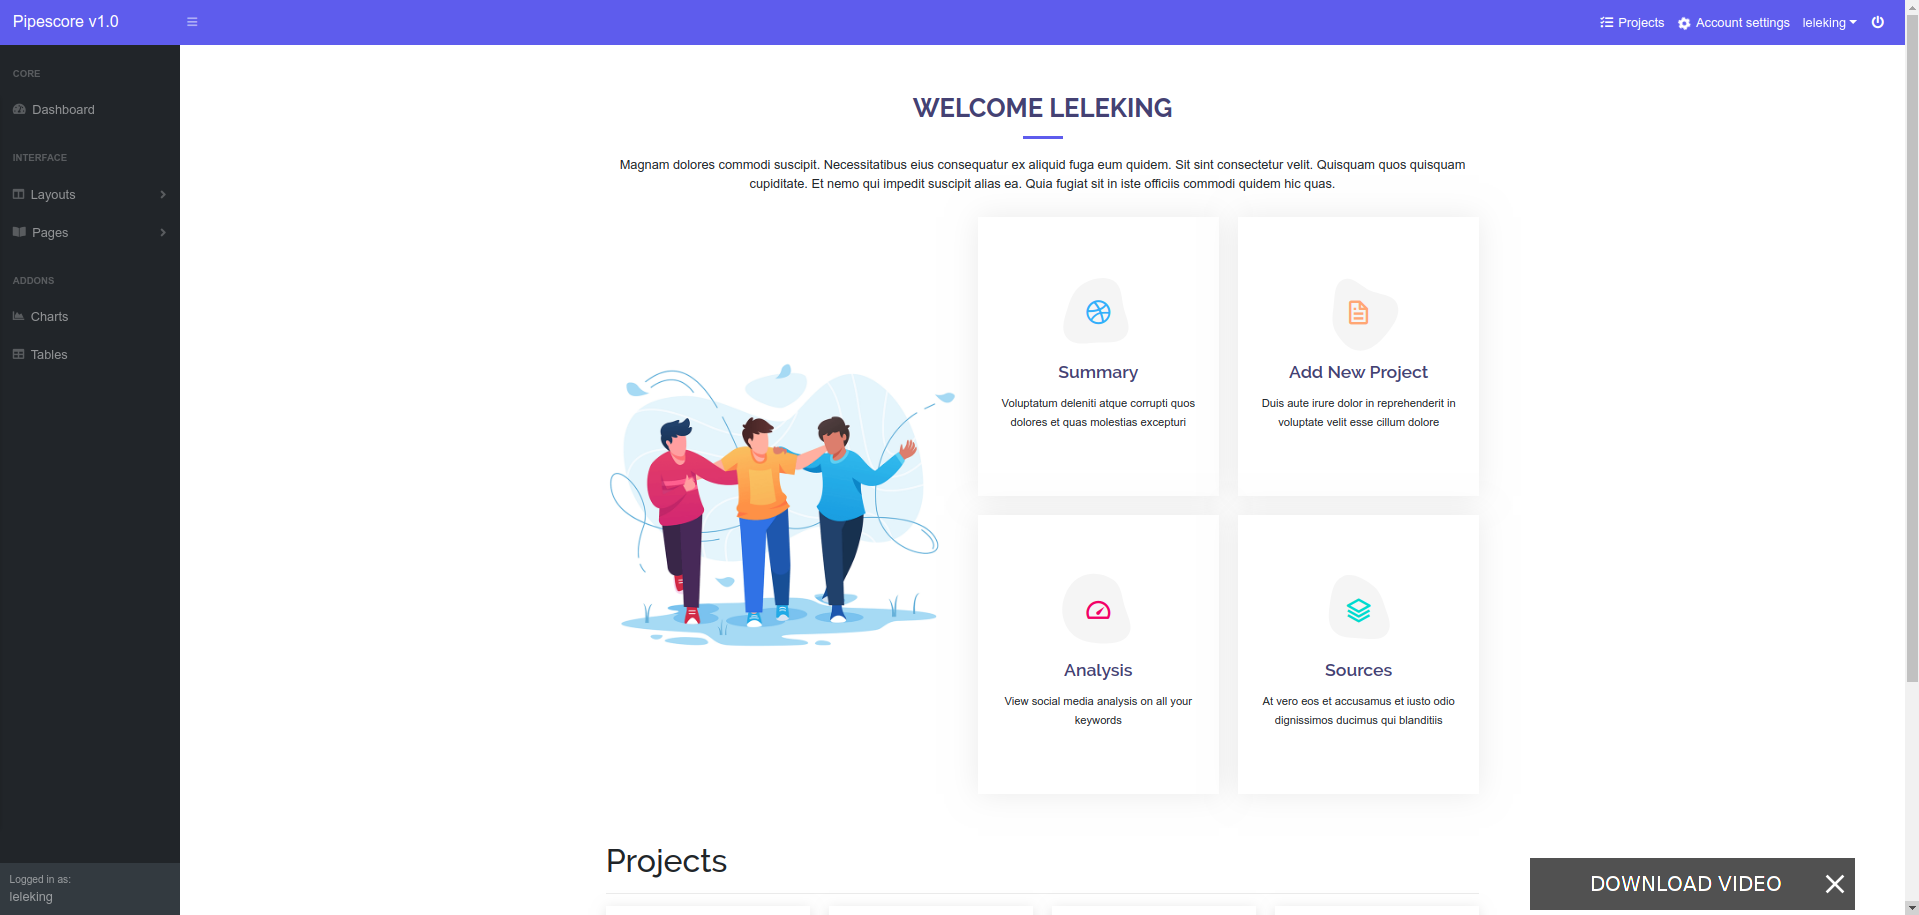 Pipescore v1.0
Projects
Account settings
leleking
CORE
Dashboard
INTERFACE
Layouts
Pages
ADDONS
Charts
Tables
Logged in as:
leleking
WELCOME LELEKING
Magnam dolores commodi suscipit. Necessitatibus eius consequatur ex aliquid fuga eum quidem. Sit sint consectetur velit. Quisquam quos quisquam
cupiditate. Et nemo qui impedit suscipit alias ea. Quia fugiat sit in iste officiis commodi quidem hic quas.
Summary
Voluptatum deleniti atque corrupti quos
dolores et quas molestias excepturi
Add New Project
Duis aute irure dolor in reprehenderit in
voluptate velit esse cillum dolore
Analysis
View social media analysis on all your
keywords
Sources
At vero eos et accusamus et iusto odio
dignissimos ducimus qui blanditiis
Projects
DOWNLOAD VIDEO